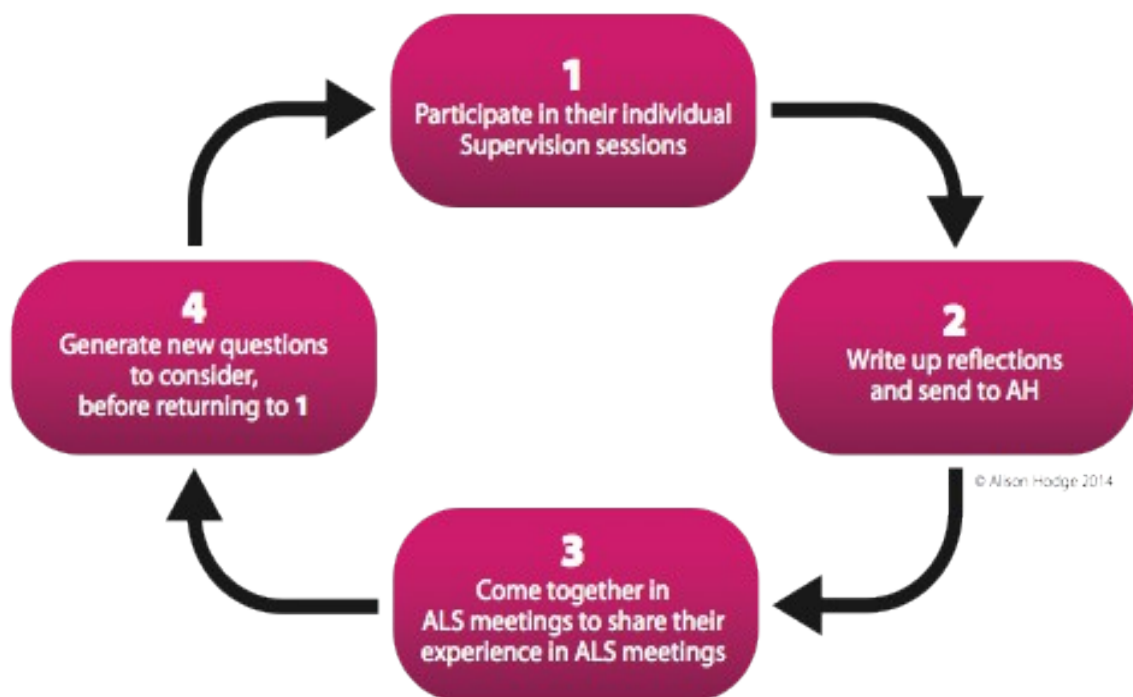 1
Participate in their individual
Supervision sessions
2
Write up reflections
and send to AH
© Alison Hodge 2014
3
Come together in
ALS meetings to share their
experience in ALS meetings
4
Generate new questions
to consider,
before returning to 1